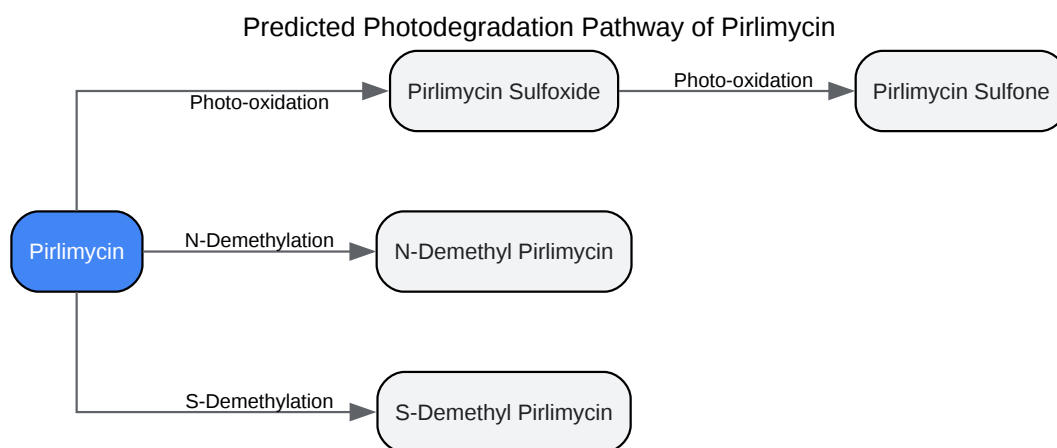 Predicted Photodegradation Pathway of Pirlimycin
Photo-oxidation
Pirlimycin Sulfoxide
Photo-oxidation
Pirlimycin Sulfone
Pirlimycin
N-Demethylation
N-Demethyl Pirlimycin
S-Demethylation
S-Demethyl Pirlimycin